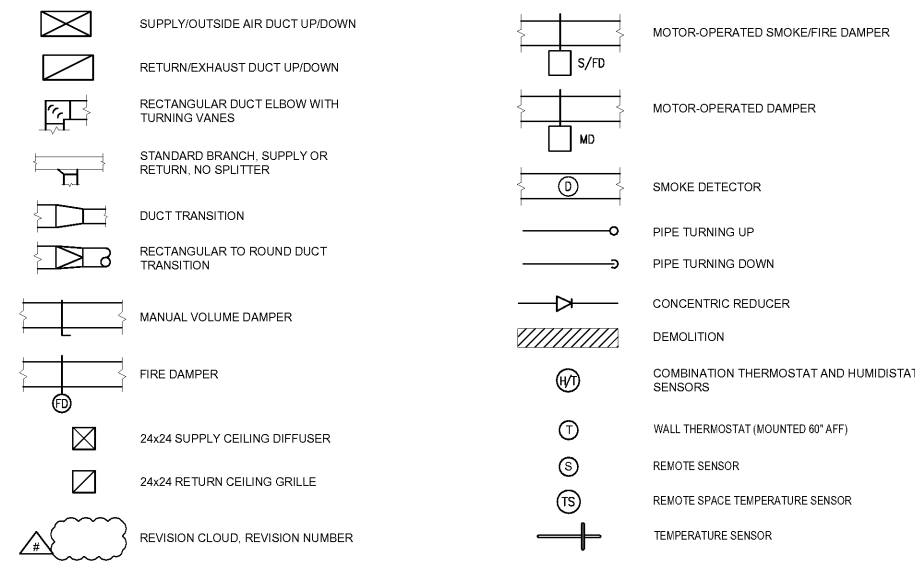 SUPPLY/OUTSIDE AIR DUCT UP/DOWN
RETURN/EXHAUST DUCT UP/DOWN
RECTANGULAR DUCT ELBOW WITH
TURNING VANES
STANDARD BRANCH, SUPPLY OR
RETURN, NO SPLITTER
DUCT TRANSITION
RECTANGULAR TO ROUND DUCT
TRANSITION
MANUAL VOLUME DAMPER
FIRE DAMPER
FD
24x24 SUPPLY CEILING DIFFUSER
24x24 RETURN CEILING GRILLE
REVISION CLOUD, REVISION NUMBER
#
MOTOR-OPERATED SMOKE/FIRE DAMPER
S/FD
MOTOR-OPERATED DAMPER
MD
D
SMOKE DETECTOR
PIPE TURNING UP
PIPE TURNING DOWN
CONCENTRIC REDUCER
DEMOLITION
H/T
COMBINATION THERMOSTAT AND HUMIDISTAT
SENSORS
T
WALL THERMOSTAT (MOUNTED 60" AFF)
S
REMOTE SENSOR
TS
REMOTE SPACE TEMPERATURE SENSOR
TEMPERATURE SENSOR